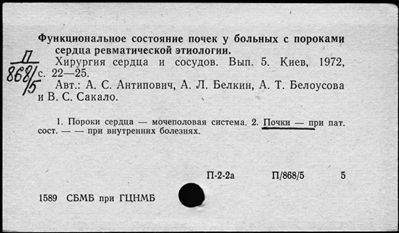 Функциональное состояние почек у больных с пороками
сердца ревматической этиологии.
П
868/5
Хирургия сердца и сосудов. Вып. 5. Киев, 1972,
с. 22—25.
Авт.: А. С. Антипович, А. Л. Белкин, А. Т. Белоусова
и В. С. Сакало.
1. Пороки сердца — мочеполовая система. 2. Почки — при пат.
сост. — — при внутренних болезнях.
П-2-2а П/868/5 5
1589 СБМБ при ГЦНМБ